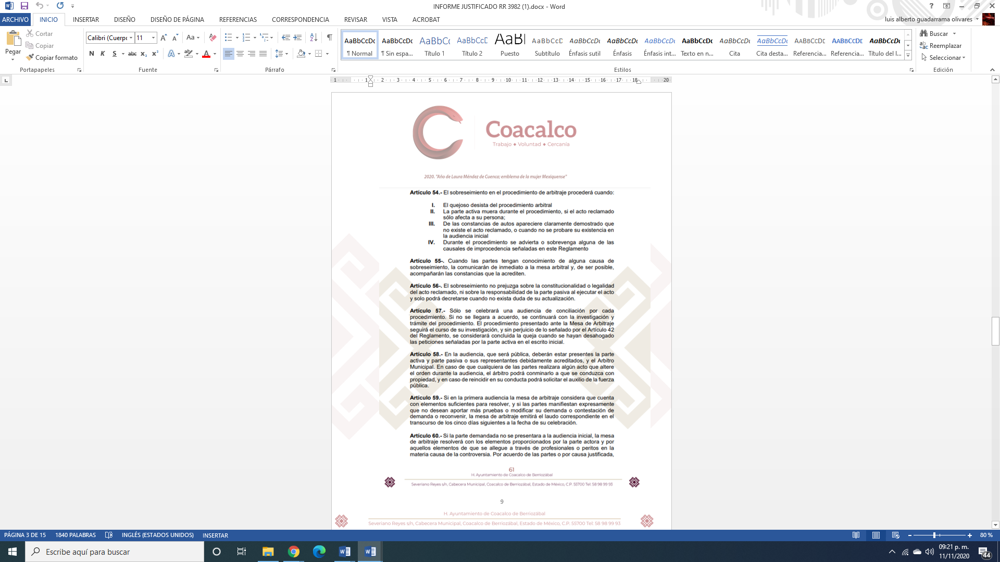 INFORME JUSTIFICADO RR 3982 (1).docx - Word
ARCHIVO INICIO INSERTAR DISEÑO DISEÑO DE PÁGINA REFERENCIAS CORRESPONDENCIA REVISAR VISTA ACROBAT
luis alberto guadarrama olivares
Pegar
Cortar
Copiar
Copiar formato
Portapapeles
Calibri (Cuerpo 11
N K S abc x₂ x²
Fuente
Párrafo
AaBbCcDc AaBbCcDc AaBbCc AaBbCcD AaBl AaBbCcD AaBbCcDc AaBbCcDc AaBbCcDc AaBbCcDc AaBbCcDc AaBbCcDc AABBCCDE AABBCCDE AaBbCcDc
¶ Normal ¶ Sin espa... Título 1 Título 2 Puesto Subtítulo Énfasis sutil Énfasis Énfasis int... Texto en n... Cita Cita desta... Referencia... Referencia... Título del l...
Estilos
Buscar
Reemplazar
Seleccionar
Edición
1 1 2 3 4 5 6 7 8 9 10 11 12 13 14 15 16 17 18 20
Coacalco
Trabajo ◆ Voluntad ◆ Cercanía
2020. "Año de Laura Méndez de Cuenca; emblema de la mujer Mexiquense"
Artículo 54.- El sobreseimiento en el procedimiento de arbitraje procederá cuando:
I. El quejoso desista del procedimiento arbitral
II. La parte activa muera durante el procedimiento, si el acto reclamado
sólo afecta a su persona;
III. De las constancias de autos apareciere claramente demostrado que
no existe el acto reclamado, o cuando no se probare su existencia en
la audiencia inicial
IV. Durante el procedimiento se advierta o sobrevenga alguna de las
causales de improcedencia señaladas en este Reglamento
Artículo 55-. Cuando las partes tengan conocimiento de alguna causa de
sobreseimiento, la comunicarán de inmediato a la mesa arbitral y, de ser posible,
acompañarán las constancias que la acrediten.
Artículo 56-. El sobreseimiento no prejuzga sobre la constitucionalidad o legalidad
del acto reclamado, ni sobre la responsabilidad de la parte pasiva al ejecutar el acto
y solo podrá decretarse cuando no exista duda de su actualización.
Artículo 57.- Sólo se celebrará una audiencia de conciliación por cada
procedimiento. Si no se llegara a acuerdo, se continuará con la investigación y
trámite del procedimiento. El procedimiento presentado ante la Mesa de Arbitraje
seguirá el curso de su investigación, y sin perjuicio de lo señalado por el Artículo 42
del Reglamento, se considerará concluida la queja cuando se hayan desahogado
las peticiones señaladas por la parte activa en el escrito inicial.
Artículo 58.- En la audiencia, que será pública, deberán estar presentes la parte
activa y parte pasiva o sus representantes debidamente acreditados, y el Arbitro
Municipal. En caso de que cualquiera de las partes realizara algún acto que altere
el orden durante la audiencia, el árbitro podrá conminarlo a que se conduzca con
propiedad, y en caso de reincidir en su conducta podrá solicitar el auxilio de la fuerza
pública.
Artículo 59.- Si en la primera audiencia la mesa de arbitraje considera que cuenta
con elementos suficientes para resolver, y si las partes manifiestan expresamente
que no desean aportar más pruebas o modificar su demanda o contestación de
demanda o reconvenir, la mesa de arbitraje emitirá el laudo correspondiente en el
transcurso de los cinco días siguientes a la fecha de su celebración.
Artículo 60.- Si la parte demandada no se presentara a la audiencia inicial, la mesa
de arbitraje resolverá con los elementos proporcionados por la parte actora y por
aquellos elementos de que se allegue a través de profesionales o peritos en la
materia causa de la controversia. Por acuerdo de las partes o por causa justificada,
61
H. Ayuntamiento de Coacalco de Berriozábal
Severiano Reyes s/n, Cabecera Municipal, Coacalco de Berriozábal, Estado de México, C.P. 55700 Tel: 58 98 99 93
9
H. Ayuntamiento de Coacalco de Berriozábal
Severiano Reyes s/n, Cabecera Municipal, Coacalco de Berriozábal, Estado de México, C.P. 55700 Tel: 58 98 99 93
PÁGINA 3 DE 15 1840 PALABRAS INGLÉS (ESTADOS UNIDOS) INSERTAR 80 %
Escribe aquí para buscar
09:21 p. m.
11/11/2020
44